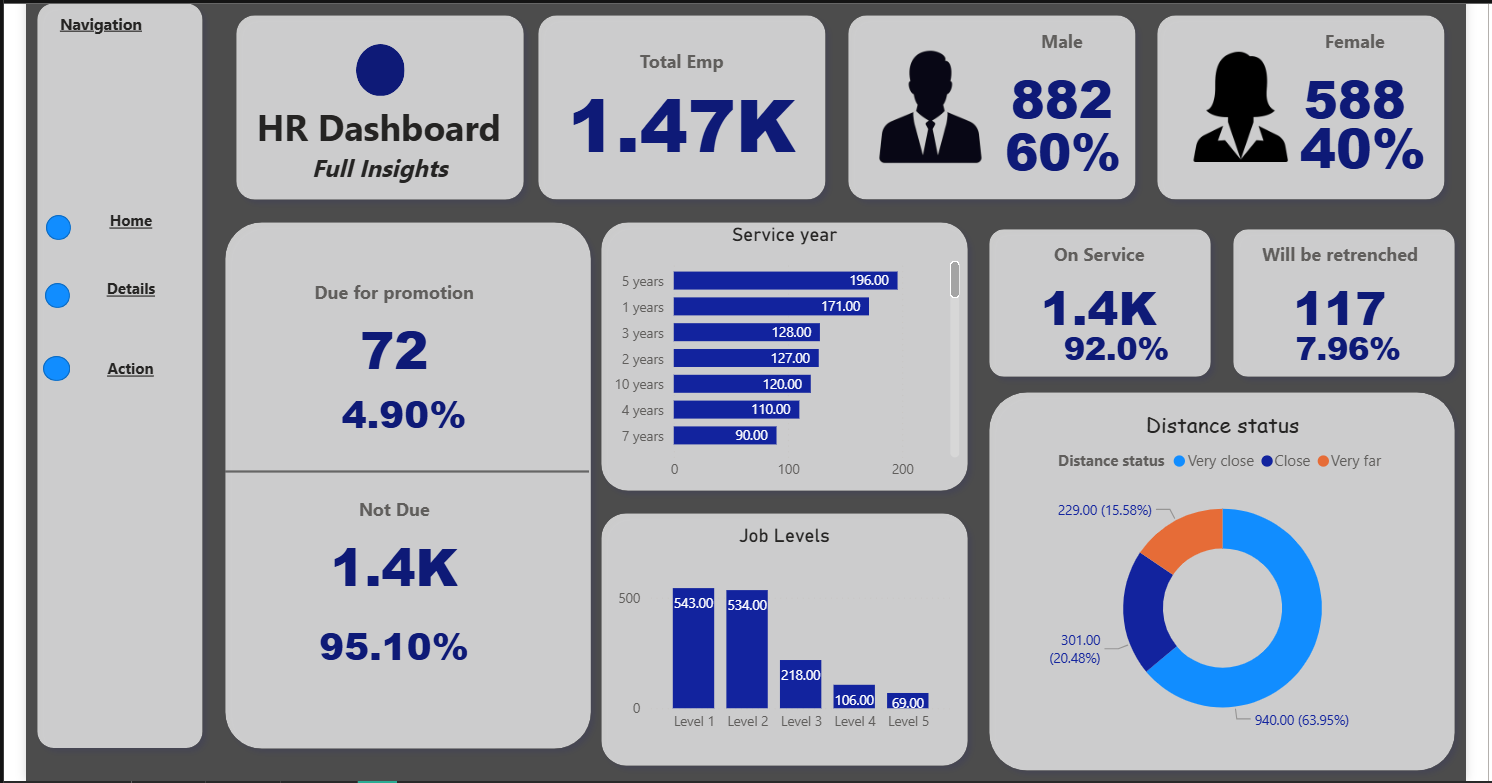 Navigation
Home
Details
Action
HR Dashboard
Full Insights
Total Emp
1.47K
Male
882
60%
Female
588
40%
Due for promotion
72
4.90%
Not Due
1.4K
95.10%
Service year
5 years 196.00
1 years 171.00
3 years 128.00
2 years 127.00
10 years 120.00
4 years 110.00
7 years 90.00
0 100 200
Job Levels
500
0
543.00 534.00 218.00 106.00 69.00
Level 1 Level 2 Level 3 Level 4 Level 5
On Service
1.4K
92.0%
Will be retrenched
117
7.96%
Distance status
Distance status Very close Close Very far
229.00 (15.58%)
301.00
(20.48%)
940.00 (63.95%)